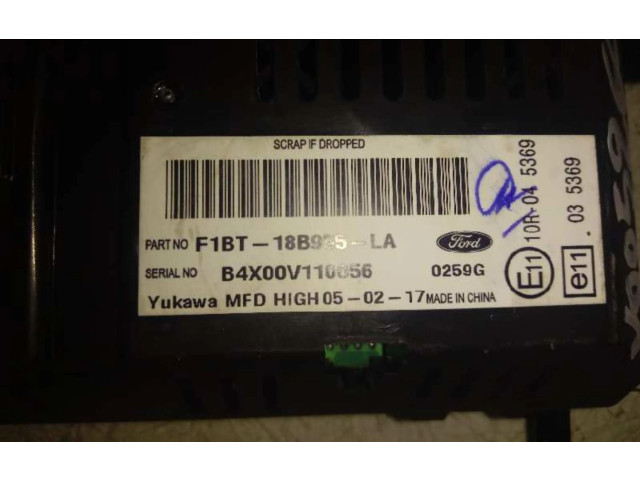 SCRAP IF DROPPED
PART NO F1BT-18B955-LA Ford
SERIAL NO B4X00V110856 0259G
Yukawa MFD HIGH 05-02-17 MADE IN CHINA
E11 10R-04 5369
e11 . 03 5369